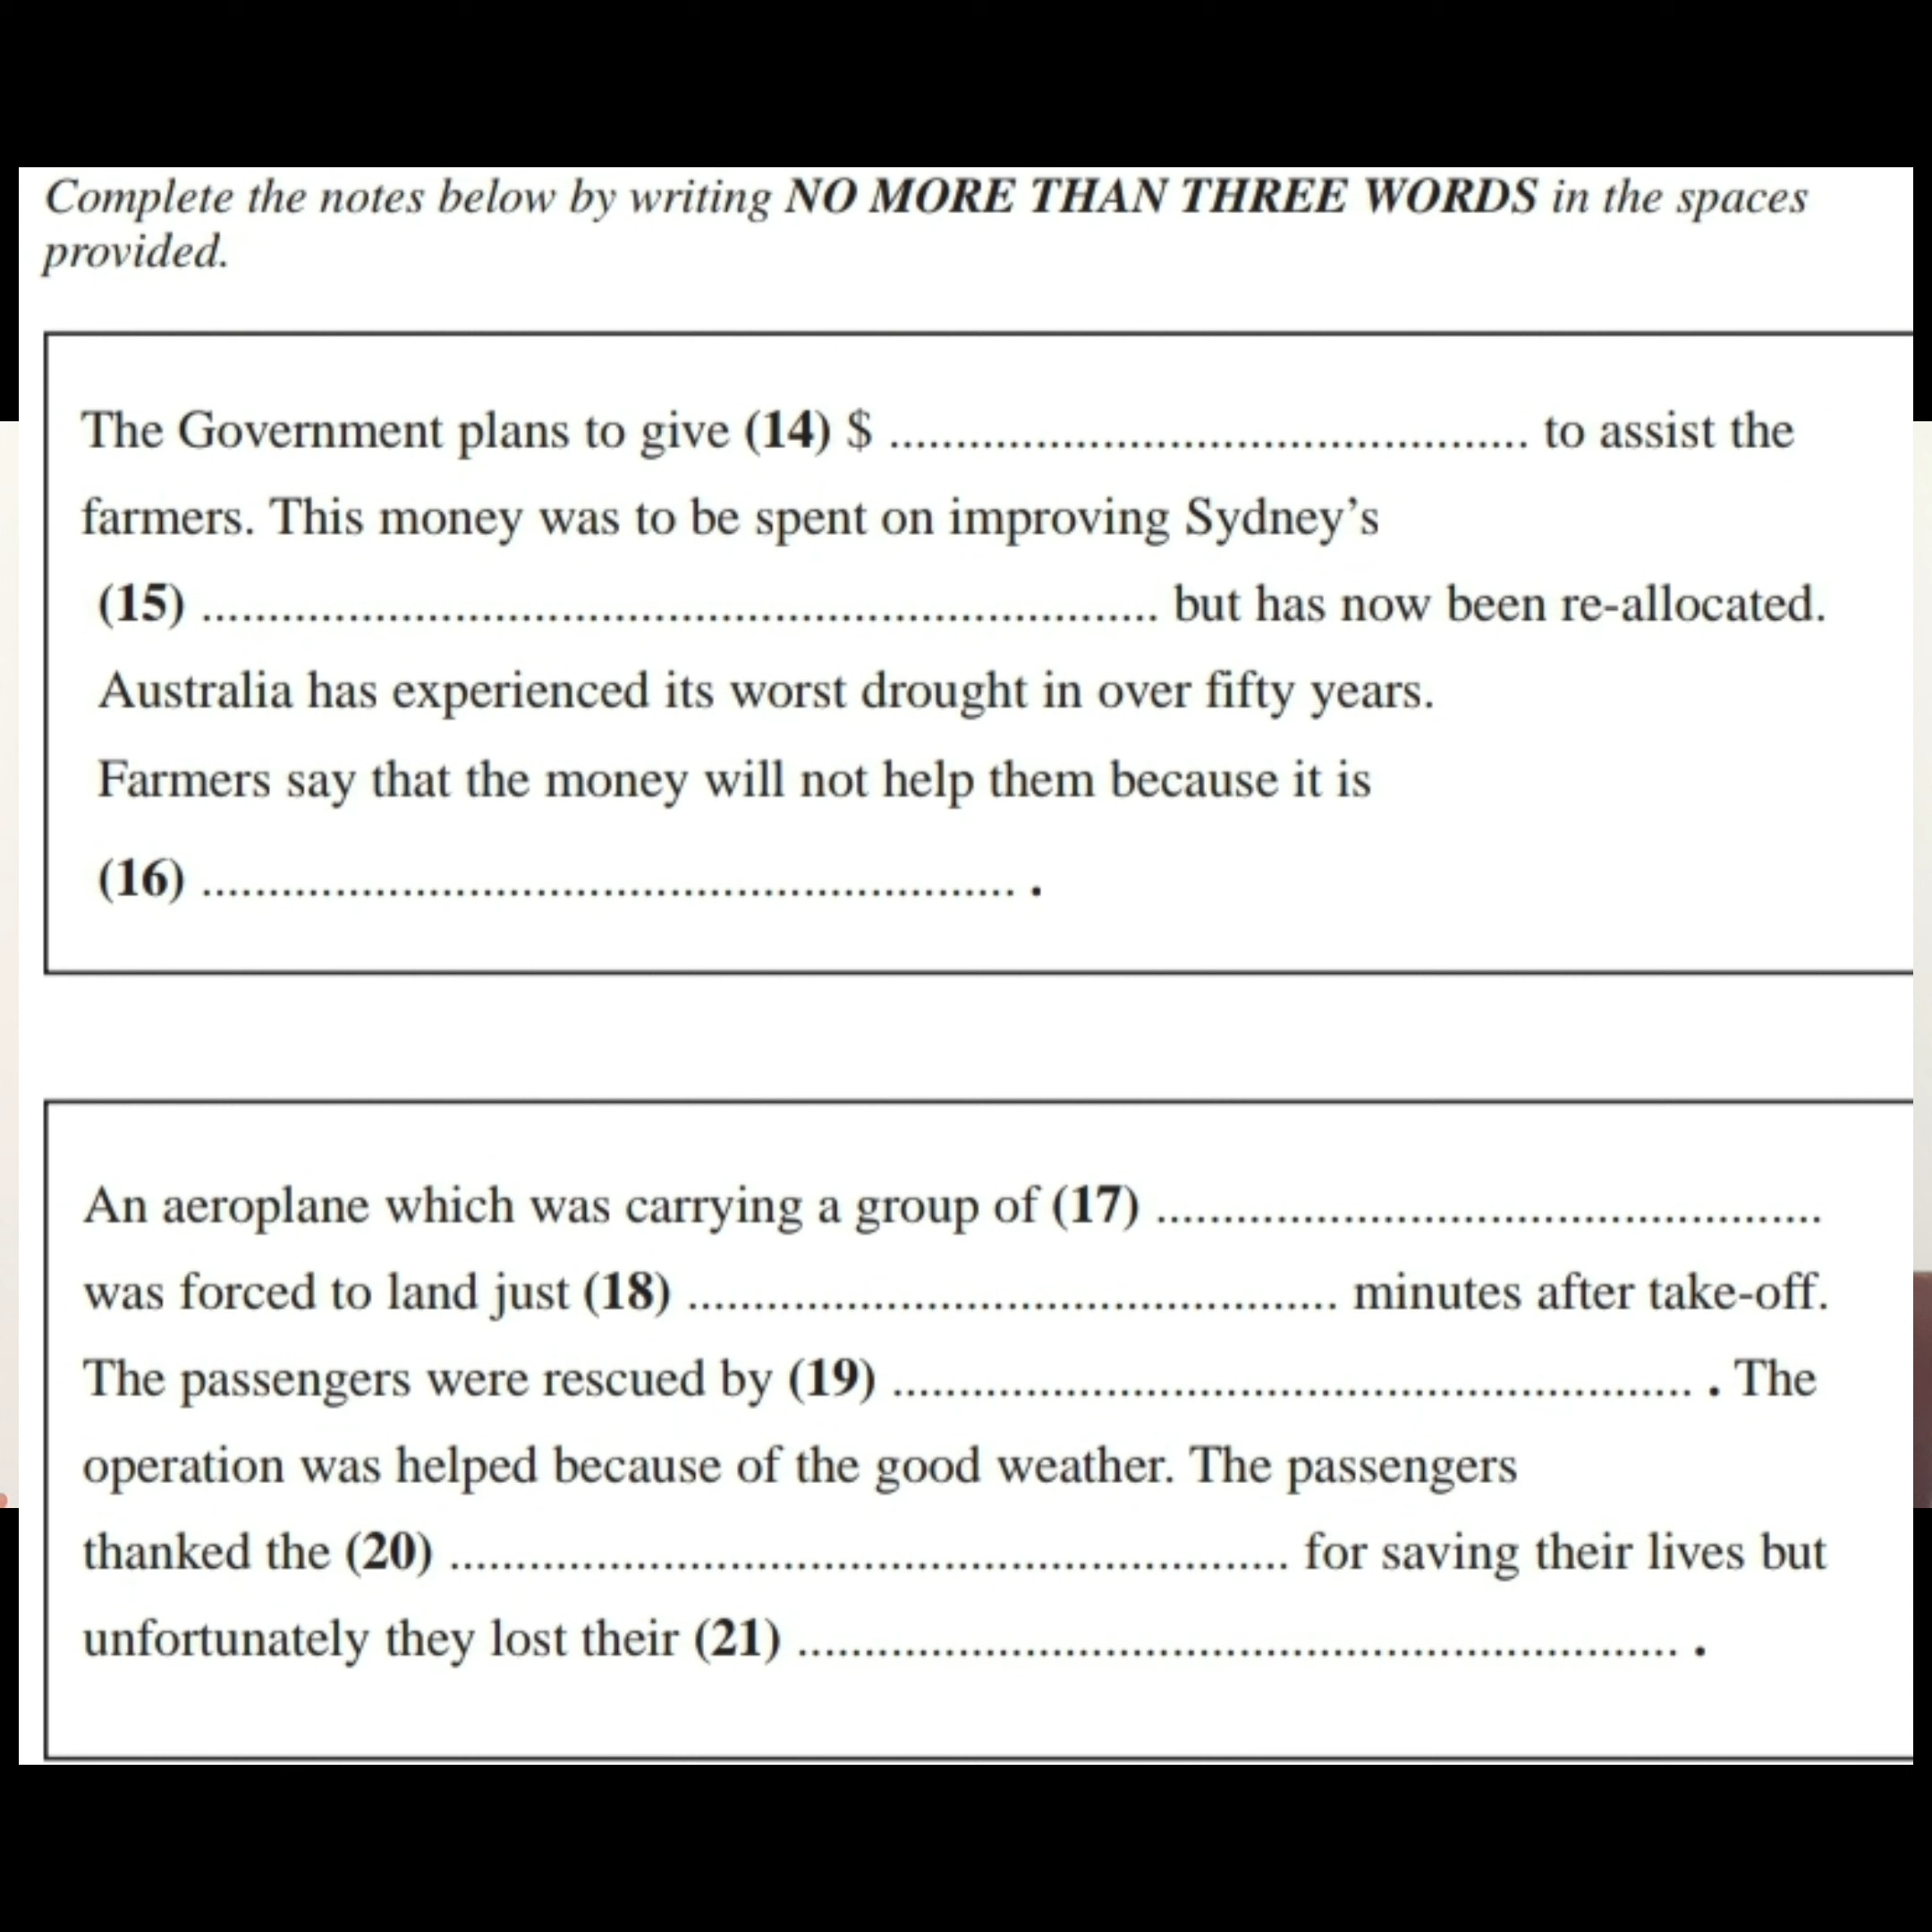 Complete the notes below by writing NO MORE THAN THREE WORDS in the spaces
provided.
The Government plans to give (14) $ ................................................ to assist the
farmers. This money was to be spent on improving Sydney’s
(15) ........................................................................ but has now been re-allocated.
Australia has experienced its worst drought in over fifty years.
Farmers say that the money will not help them because it is
(16) ............................................................. .
An aeroplane which was carrying a group of (17) ..................................................
was forced to land just (18) ................................................. minutes after take-off.
The passengers were rescued by (19) ............................................................ . The
operation was helped because of the good weather. The passengers
thanked the (20) ............................................................... for saving their lives but
unfortunately they lost their (21) .................................................................. .